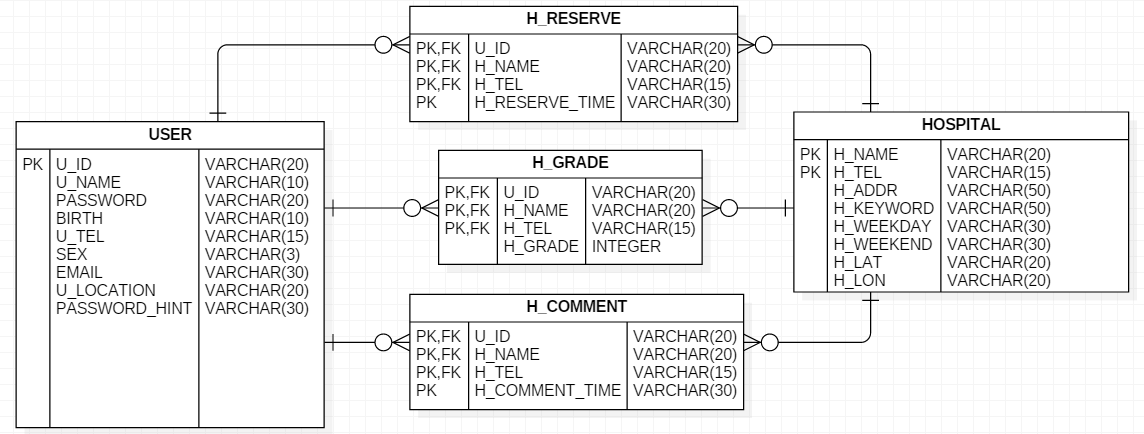 H_RESERVE
PK,FK U_ID VARCHAR(20)
PK,FK H_NAME VARCHAR(20)
PK,FK H_TEL VARCHAR(15)
PK H_RESERVE_TIME VARCHAR(30)
USER
PK U_ID VARCHAR(20)
U_NAME VARCHAR(10)
PASSWORD VARCHAR(20)
BIRTH VARCHAR(10)
U_TEL VARCHAR(15)
SEX VARCHAR(3)
EMAIL VARCHAR(30)
U_LOCATION VARCHAR(20)
PASSWORD_HINT VARCHAR(30)
H_GRADE
PK,FK U_ID VARCHAR(20)
PK,FK H_NAME VARCHAR(20)
PK,FK H_TEL VARCHAR(15)
H_GRADE INTEGER
H_COMMENT
PK,FK U_ID VARCHAR(20)
PK,FK H_NAME VARCHAR(20)
PK,FK H_TEL VARCHAR(15)
PK H_COMMENT_TIME VARCHAR(30)
HOSPITAL
PK H_NAME VARCHAR(20)
PK H_TEL VARCHAR(15)
H_ADDR VARCHAR(50)
H_KEYWORD VARCHAR(50)
H_WEEKDAY VARCHAR(30)
H_WEEKEND VARCHAR(30)
H_LAT VARCHAR(20)
H_LON VARCHAR(20)